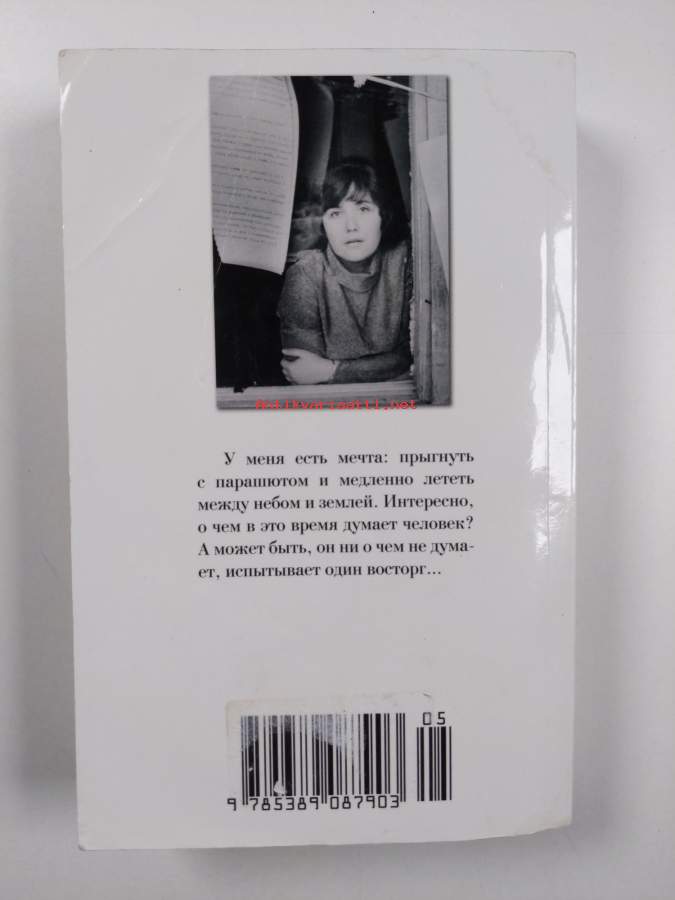 Antikvariaatti.net
У меня есть мечта: прыгнуть
с парашютом и медленно лететь
между небом и землей. Интересно,
о чем в это время думает человек?
А может быть, он ни о чем не дума-
ет, испытывает один восторг...
05
9 785389 087903